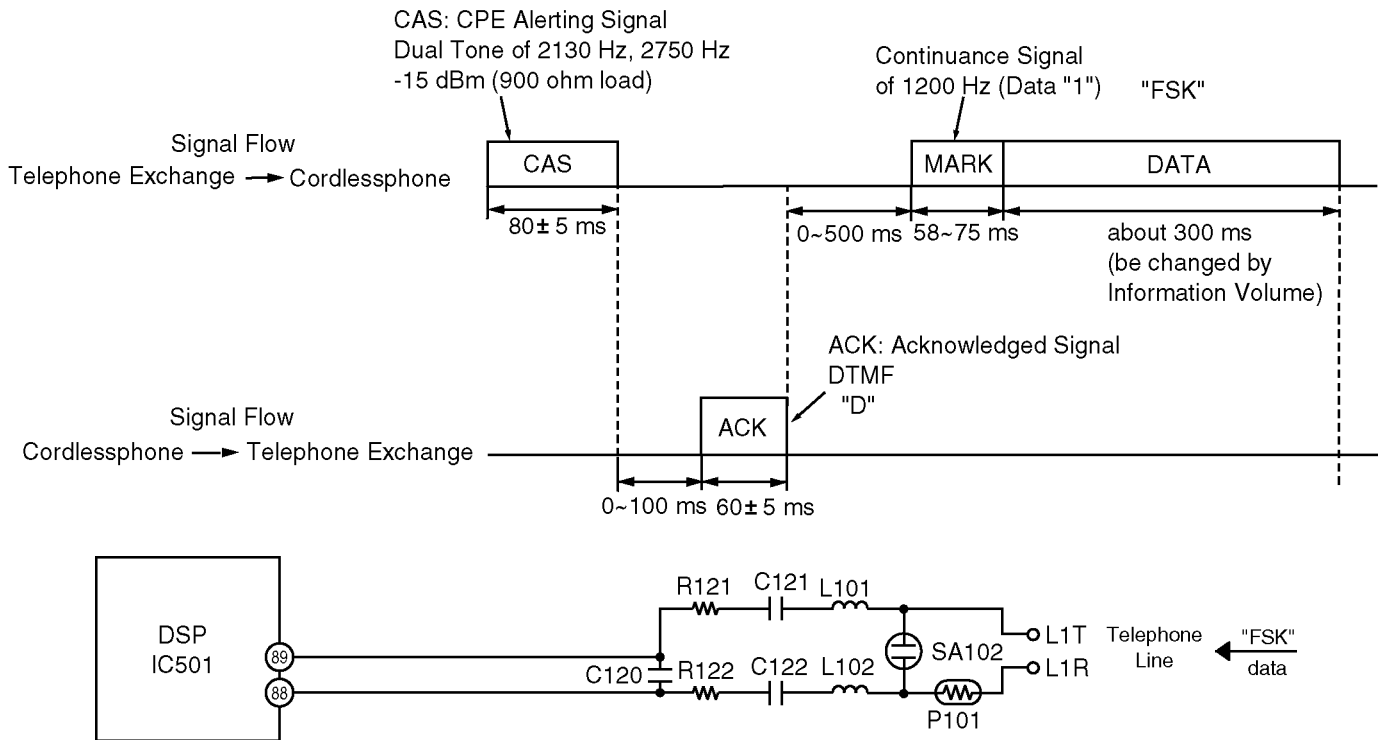 CAS: CPE Alerting Signal
Dual Tone of 2130 Hz, 2750 Hz
-15 dBm (900 ohm load)
Continuance Signal
of 1200 Hz (Data "1")
"FSK"
Signal Flow
Telephone Exchange → Cordlessphone
CAS
MARK
DATA
80± 5 ms
0~500 ms
58~75 ms
about 300 ms
(be changed by
Information Volume)
ACK: Acknowledged Signal
DTMF
"D"
Signal Flow
Cordlessphone → Telephone Exchange
ACK
0~100 ms
60± 5 ms
DSP
IC501
89
88
C120
R121
C121
L101
R122
C122
L102
SA102
P101
L1T
L1R
Telephone
Line
"FSK"
data